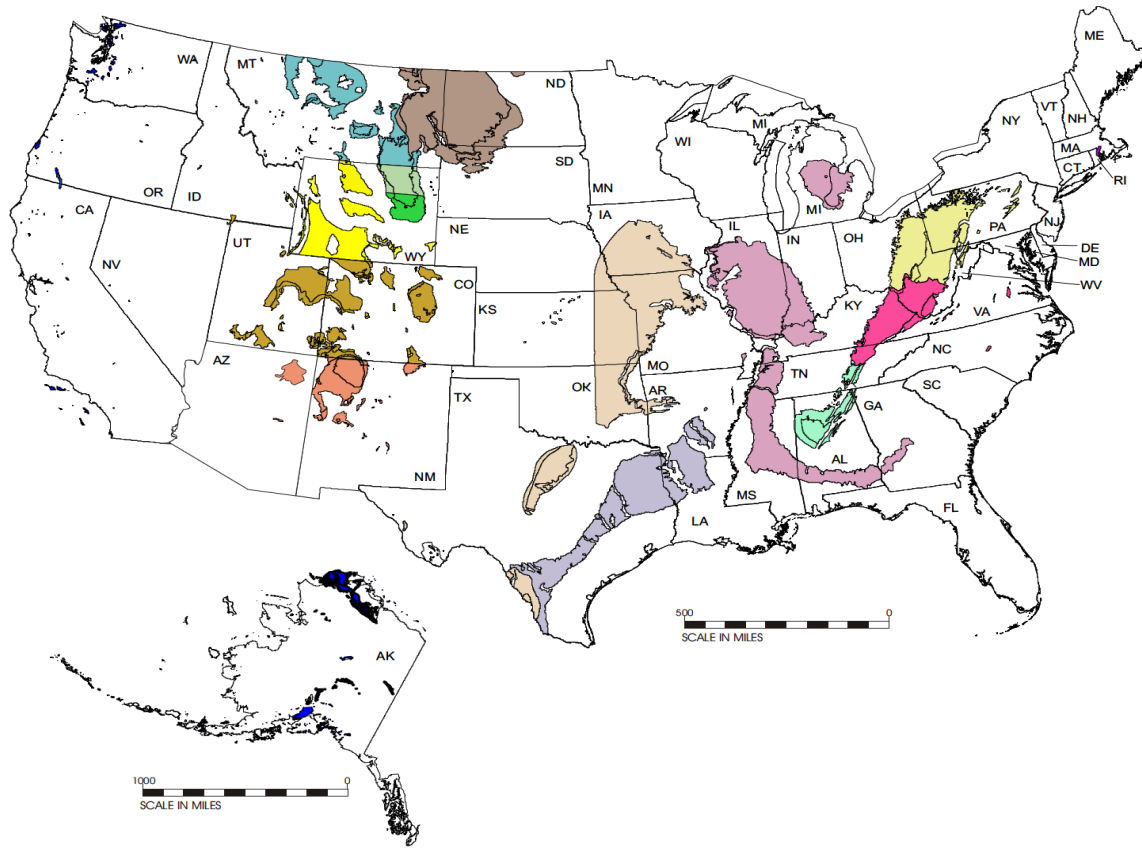 ME
WA
MT
ND
VT
NH
NY
MI
WI
MA
CT
RI
SD
MN
OR
ID
CA
IA
MI
PA
NJ
NE
IL
IN
OH
UT
NV
WY
DE
MD
CO
WV
KS
KY
VA
NC
AZ
MO
TN
OK
AR
TX
GA
SC
AL
NM
MS
LA
FL
500
0
SCALE IN MILES
AK
1000
0
SCALE IN MILES